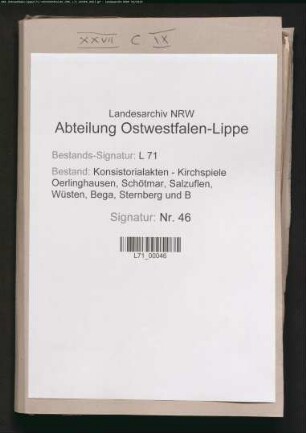 XXVII C IX
Landesarchiv NRW
Abteilung Ostwestfalen-Lippe
Bestands-Signatur: L 71
Bestand: Konsistorialakten - Kirchspiele
Oerlinghausen, Schötmar, Salzuflen,
Wüsten, Bega, Sternberg und B
Signatur: Nr. 46
L71_00046